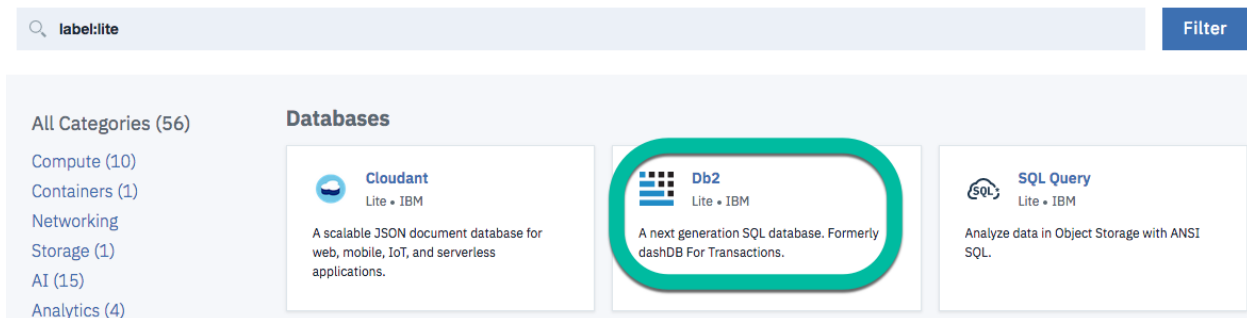 label:lite
Filter
All Categories (56)
Compute (10)
Containers (1)
Networking
Storage (1)
AI (15)
Analytics (4)
Databases
Cloudant
Lite • IBM
A scalable JSON document database for
web, mobile, IoT, and serverless
applications.
Db2
Lite • IBM
A next generation SQL database. Formerly
dashDB For Transactions.
SQL
SQL Query
Lite • IBM
Analyze data in Object Storage with ANSI
SQL.